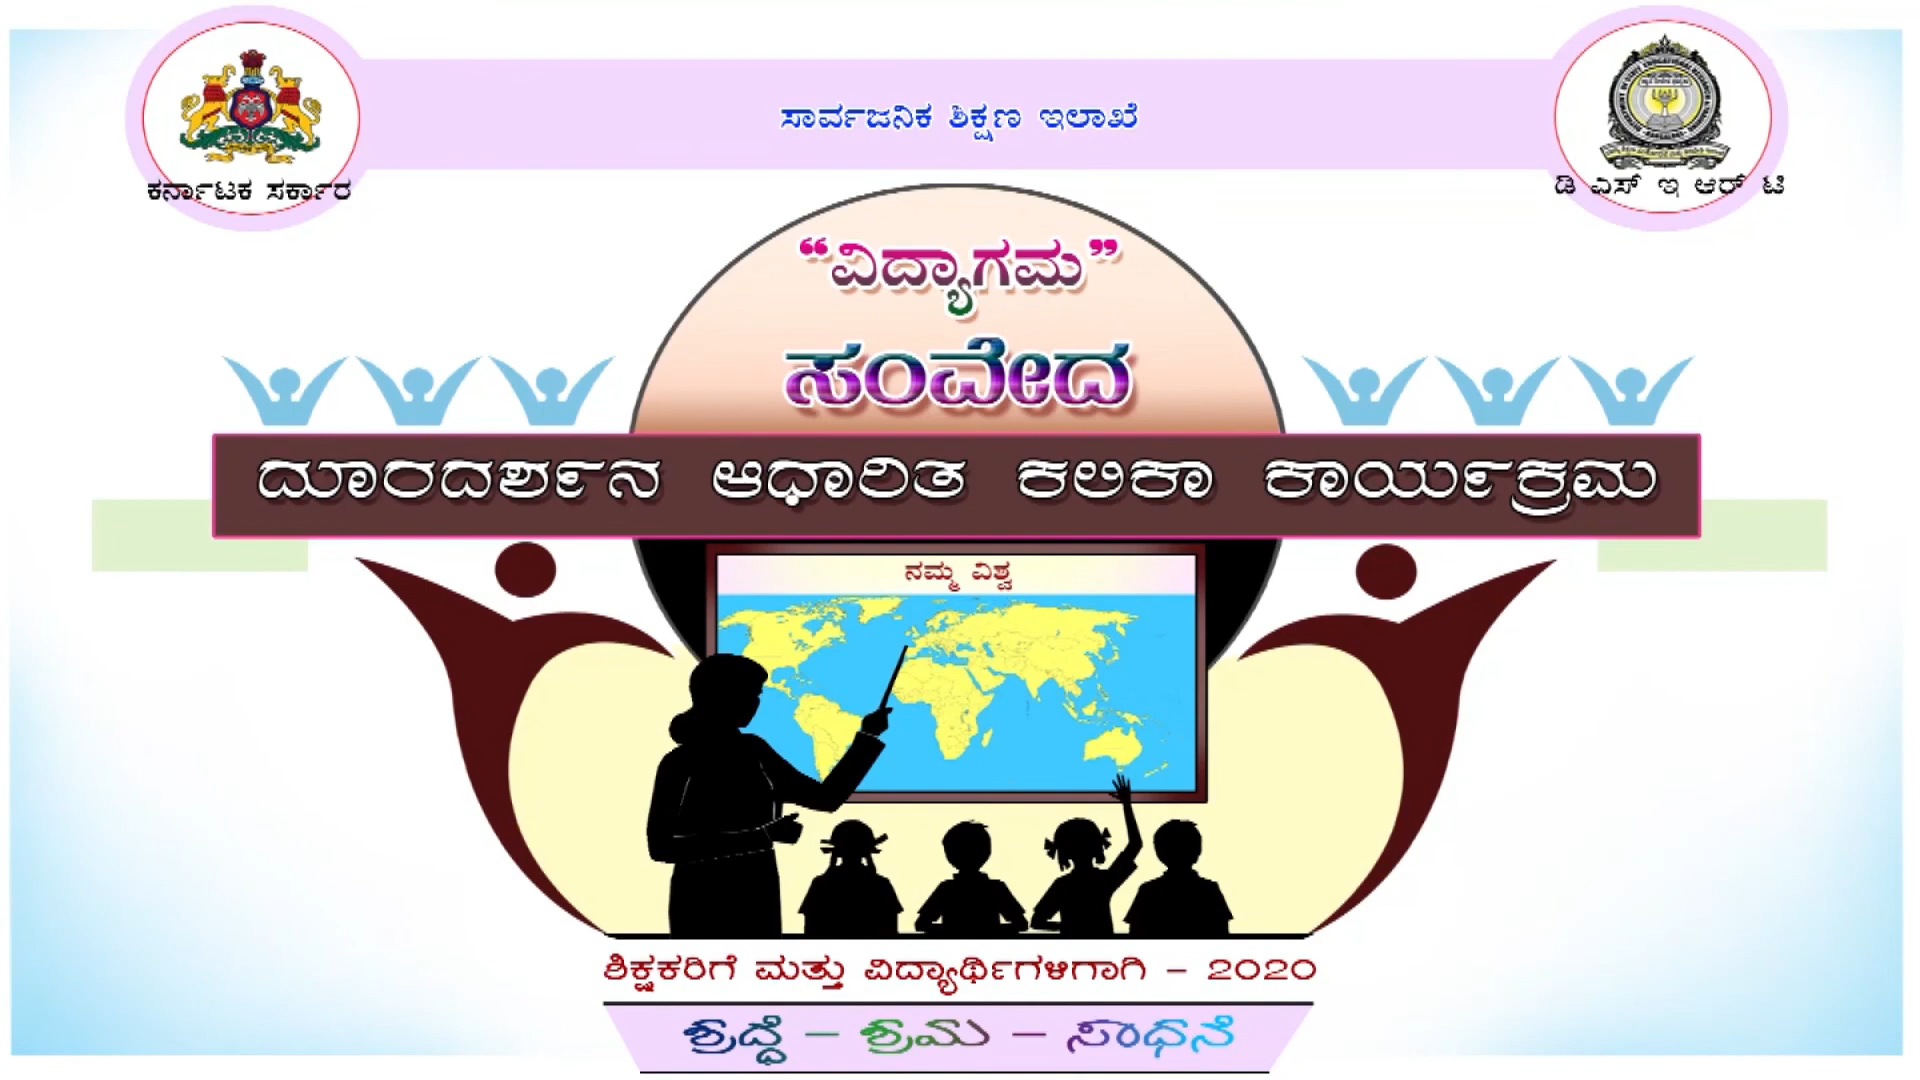 ಸಾರ್ವಜನಿಕ ಶಿಕ್ಷಣ ಇಲಾಖೆ
ಕರ್ನಾಟಕ ಸರ್ಕಾರ
ಡಿ ಎಸ್ ಇ ಆರ್ ಟಿ
“ವಿದ್ಯಾಗಮ”
ಸಂವೇದ
ದೂರದರ್ಶನ ಆಧಾರಿತ ಕಲಿಕಾ ಕಾರ್ಯಕ್ರಮ
ನಮ್ಮ ವಿಶ್ವ
ಶಿಕ್ಷಕರಿಗೆ ಮತ್ತು ವಿದ್ಯಾರ್ಥಿಗಳಿಗಾಗಿ – 2020
ಶ್ರದ್ಧೆ – ಶ್ರಮ – ಸಾಧನೆ